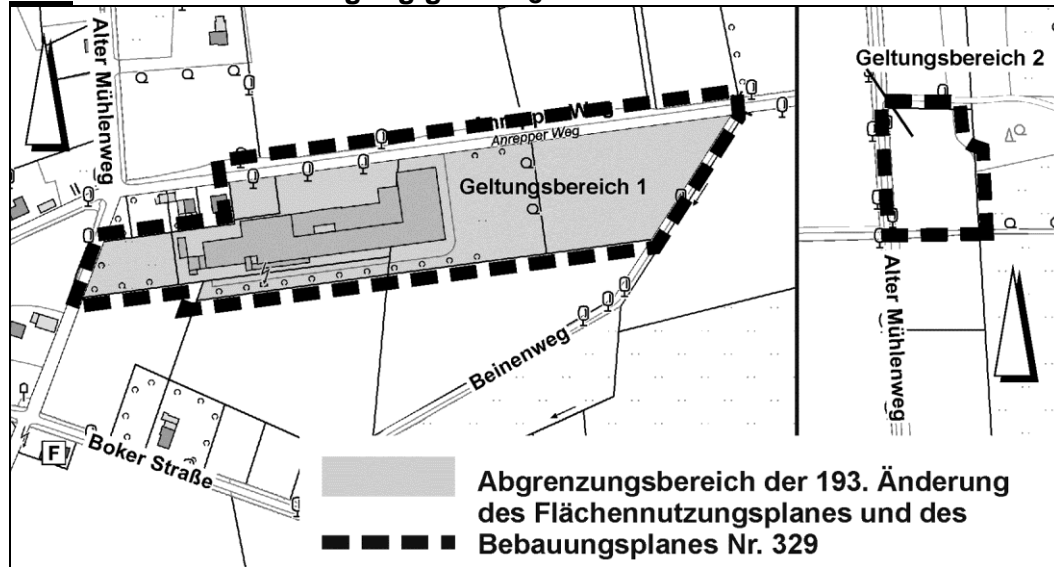 Alter Mühlenweg
Anrepper Weg
Anrepper Weg
Geltungsbereich 1
Beinenweg
Boker Straße
F
Geltungsbereich 2
Alter Mühlenweg
Abgrenzungsbereich der 193. Änderung
des Flächennutzungsplanes und des
Bebauungsplanes Nr. 329